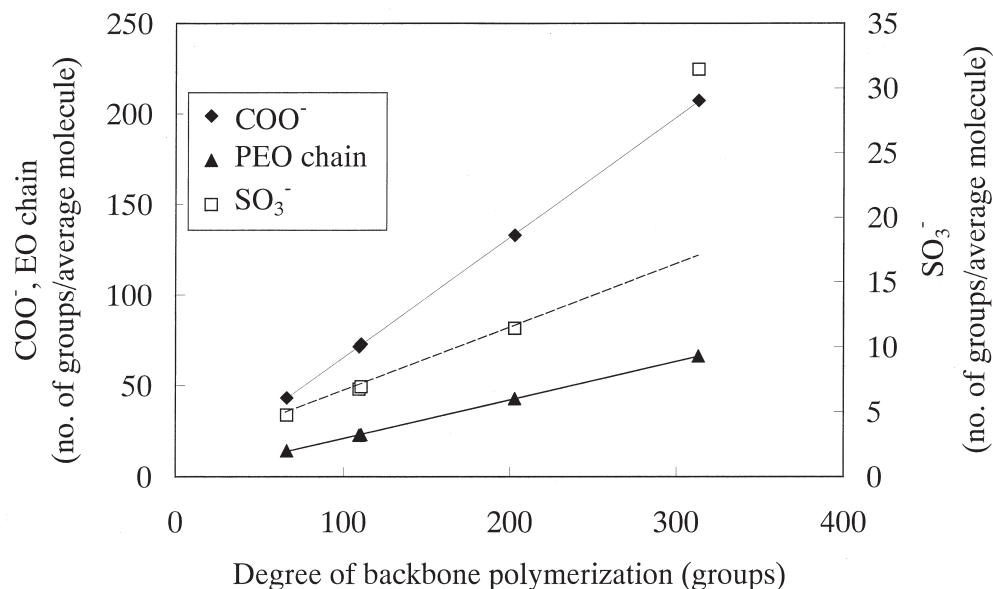 250
200
150
100
50
0
COO⁻, EO chain
(no. of groups/average molecule)
COO⁻
PEO chain
SO₃⁻
35
30
25
20
15
10
5
0
SO₃⁻
(no. of groups/average molecule)
0 100 200 300 400
Degree of backbone polymerization (groups)